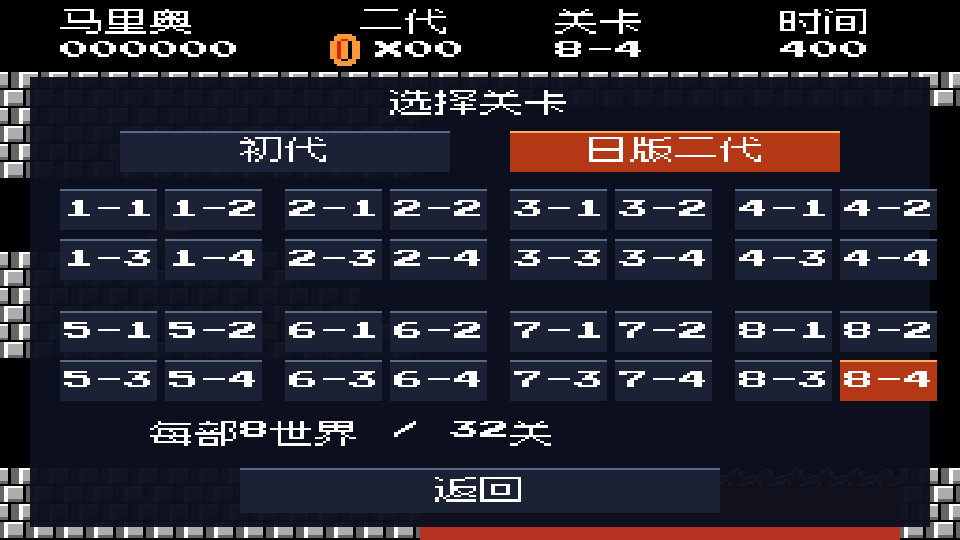 马里奥 二代 关卡 时间
000000 ×00 8-4 400
选择关卡
初代 日版二代
1-1 1-2 2-1 2-2 3-1 3-2 4-1 4-2
1-3 1-4 2-3 2-4 3-3 3-4 4-3 4-4
5-1 5-2 6-1 6-2 7-1 7-2 8-1 8-2
5-3 5-4 6-3 6-4 7-3 7-4 8-3 8-4
每部8世界 / 32关
返回